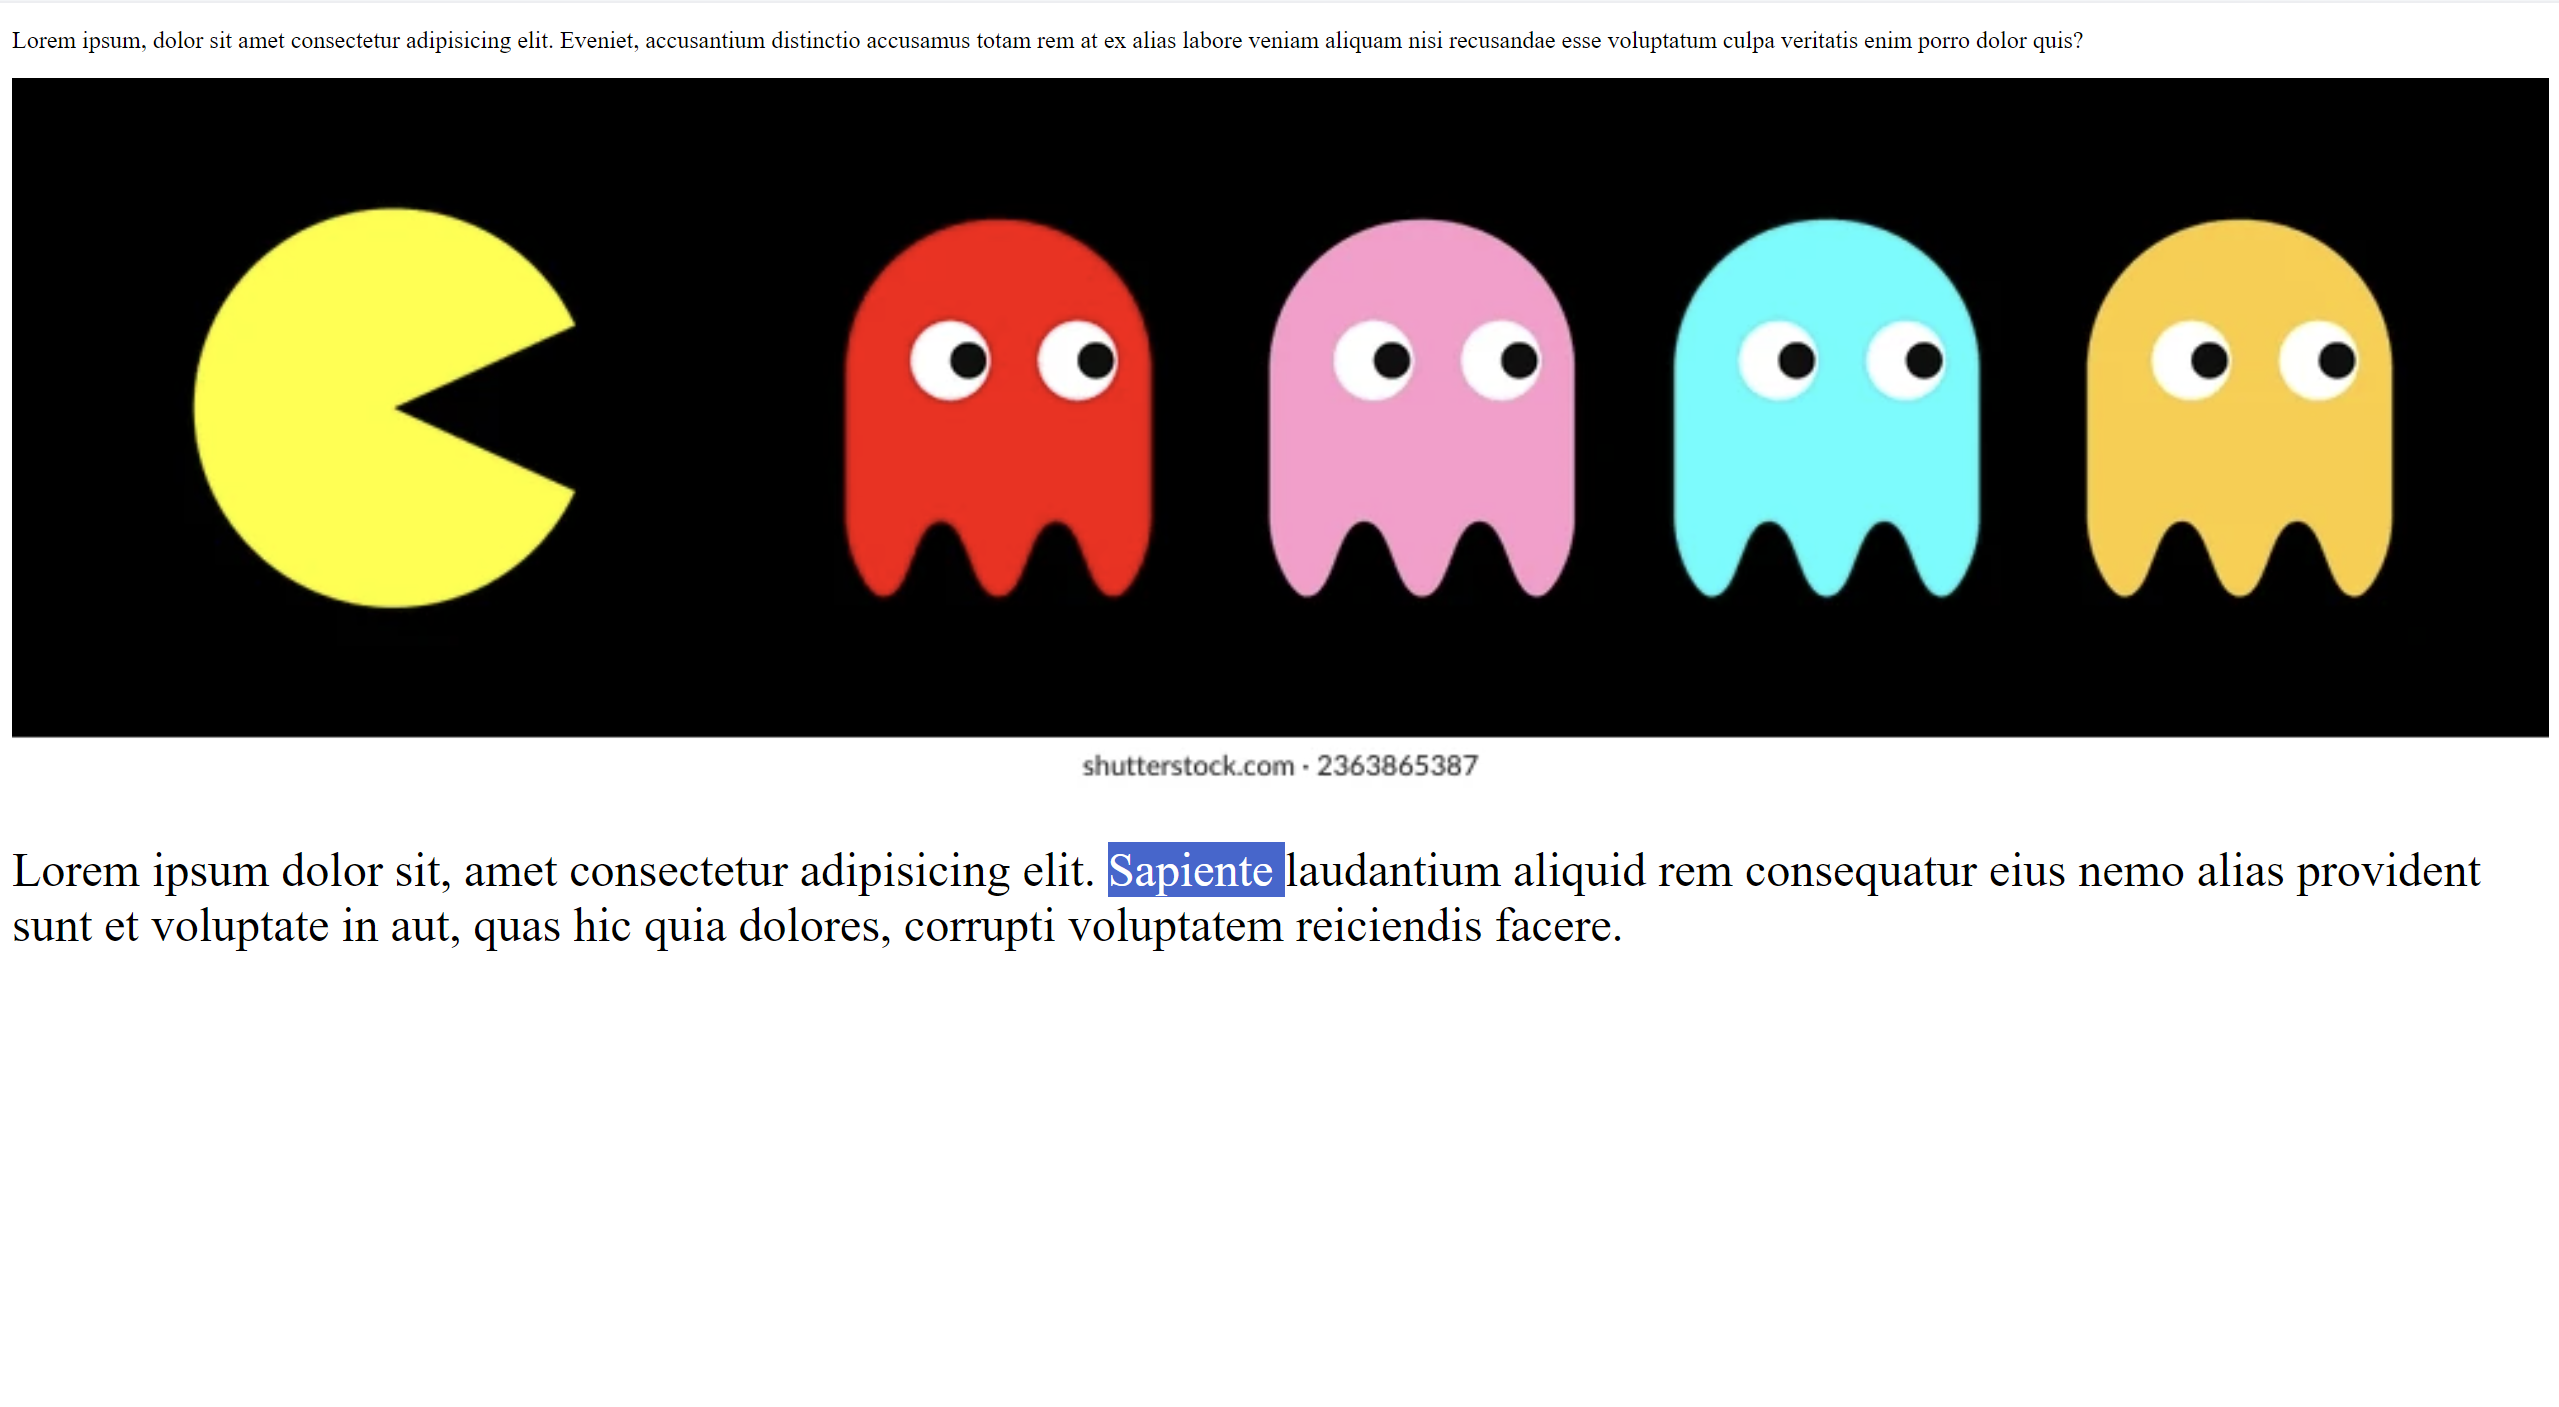 Lorem ipsum, dolor sit amet consectetur adipisicing elit. Eveniet, accusantium distinctio accusamus totam rem at ex alias labore veniam aliquam nisi recusandae esse voluptatum culpa veritatis enim porro dolor quis?
shutterstock.com · 2363865387
Lorem ipsum dolor sit, amet consectetur adipisicing elit. Sapiente laudantium aliquid rem consequatur eius nemo alias provident
sunt et voluptate in aut, quas hic quia dolores, corrupti voluptatem reiciendis facere.